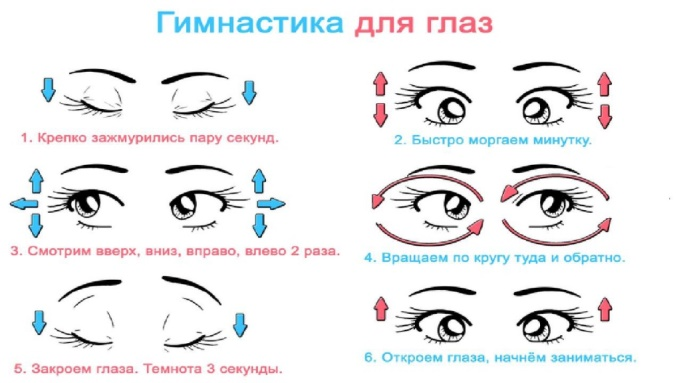 Гимнастика для глаз
1. Крепко зажмурились пару секунд.
2. Быстро моргаем минутку.
3. Смотрим вверх, вниз, вправо, влево 2 раза.
4. Вращаем по кругу туда и обратно.
5. Закроем глаза. Темнота 3 секунды.
6. Откроем глаза, начнём заниматься.